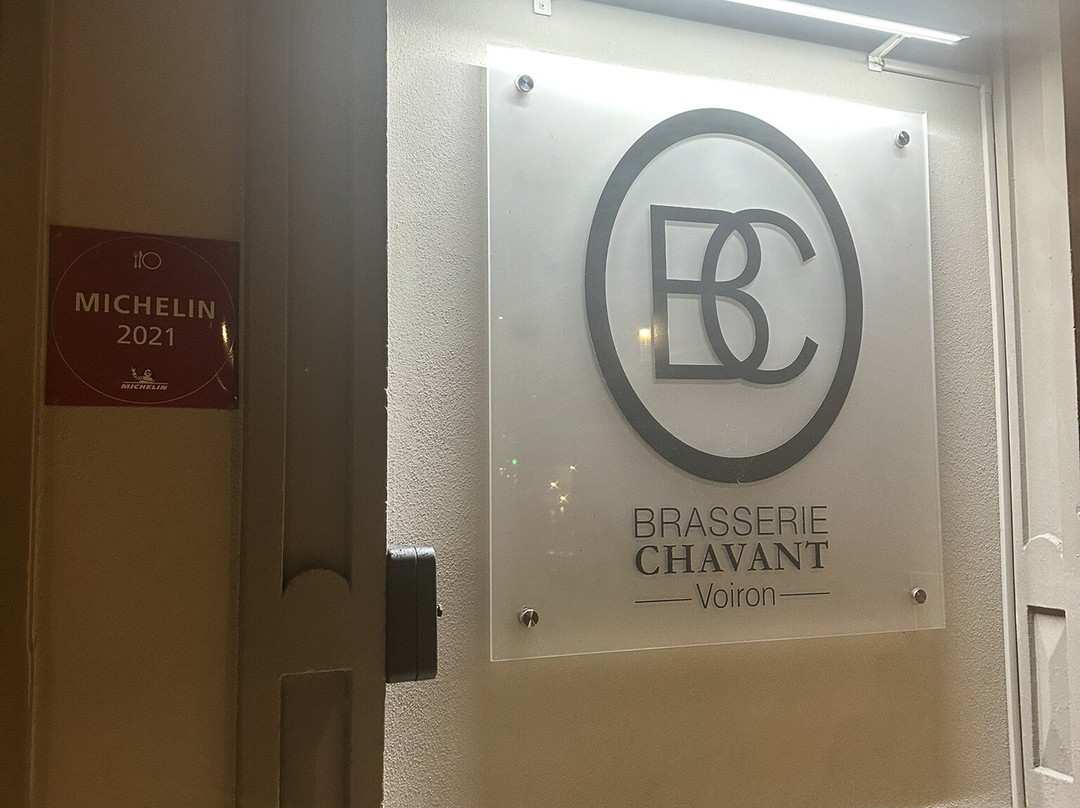 MICHELIN
2021
MICHELIN
BC
BRASSERIE
CHAVANT
Voiron